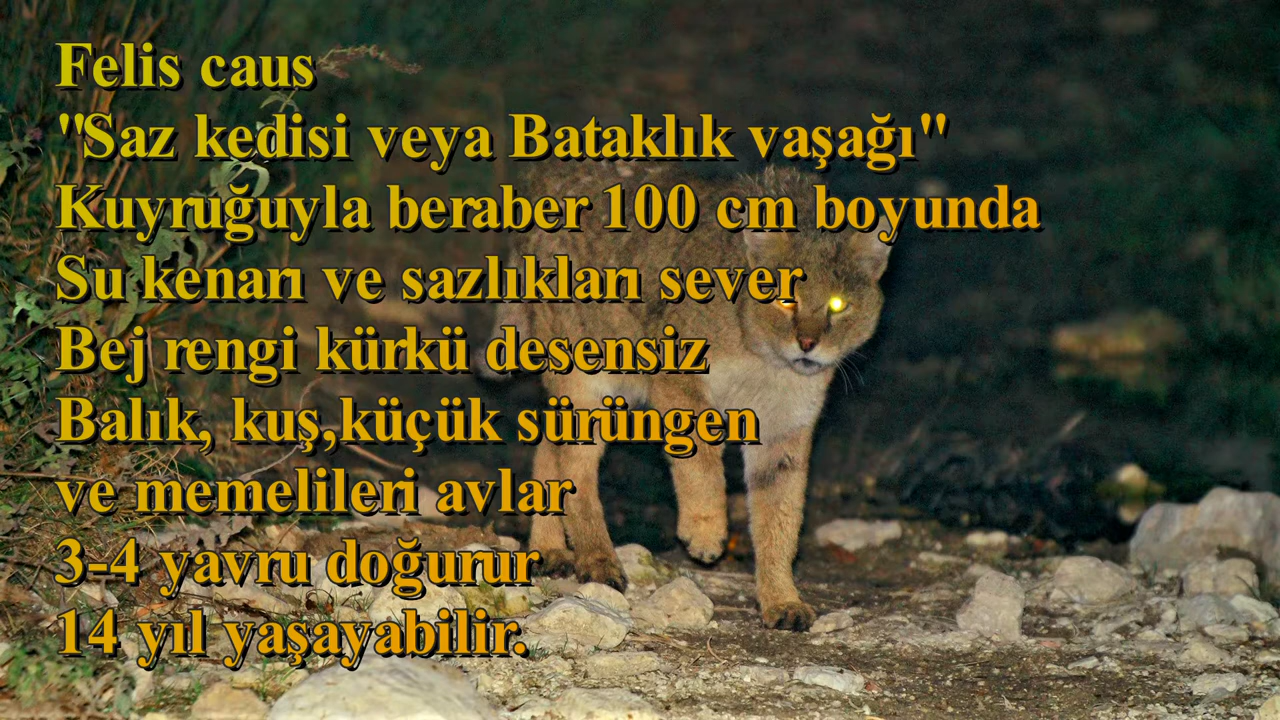 Felis caus
"Saz kedisi veya Bataklık vaşağı"
Kuyruğuyla beraber 100 cm boyunda
Su kenarı ve sazlıkları sever
Bej rengi kürkü desensiz
Balık, kuş,küçük sürüngen
ve memelileri avlar
3-4 yavru doğurur
14 yıl yaşayabilir.